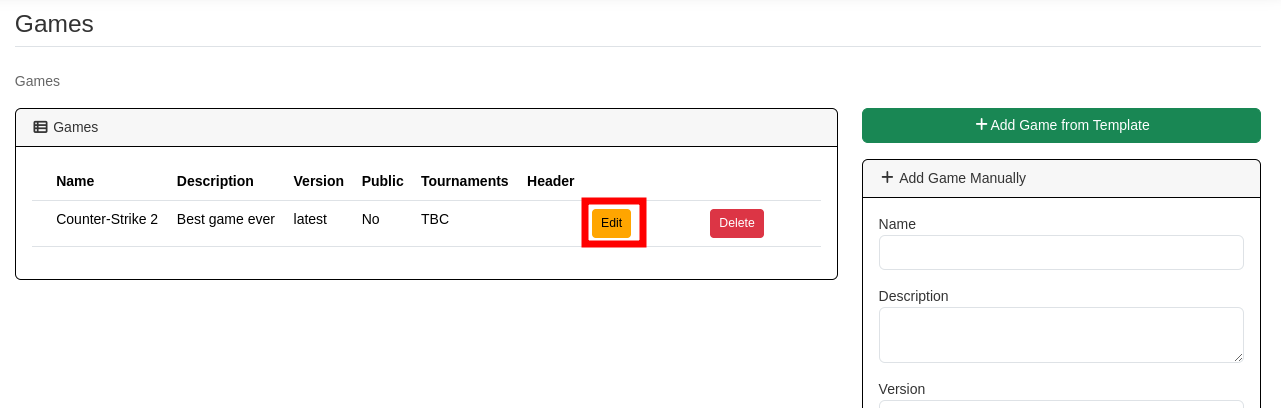 Games
Games
Games
Name Description Version Public Tournaments Header
Counter-Strike 2 Best game ever latest No TBC Edit Delete
Add Game from Template
Add Game Manually
Name
Description
Version